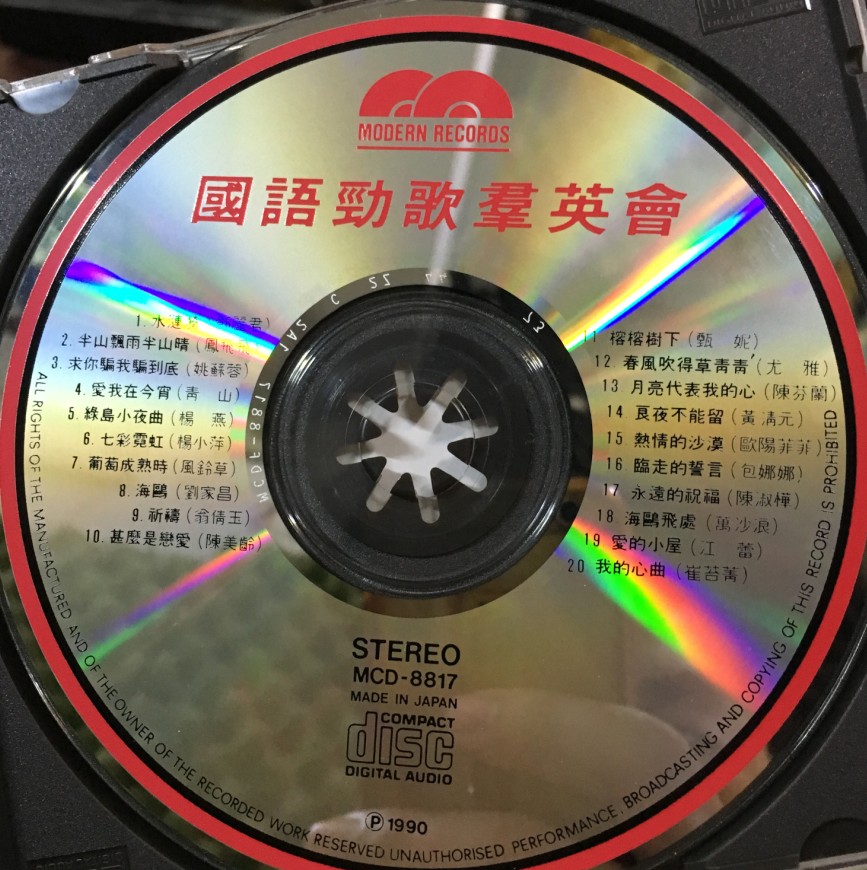 MODERN RECORDS
國語勁歌羣英會
1. 水漣 君)
2. 半山飄雨半山晴 (鳳飛飛)
3. 求你騙我騙到底 (姚蘇蓉)
4. 愛我在今宵 (青 山)
5. 綠島小夜曲 (楊 燕)
6. 七彩霓虹 (楊小萍)
7. 葡萄成熟時 (風鈴草)
8. 海鷗 (劉家昌)
9. 祈禱 (翁倩玉)
10. 甚麼是戀愛 (陳美齡)
11 榕榕樹下 (甄 妮)
12. 春風吹得草青青 (尤 雅)
13 月亮代表我的心 (陳芬蘭)
14 良夜不能留 (黃清元)
15 熱情的沙漠 (歐陽菲菲)
16 臨走的誓言 (包娜娜)
17 永遠的祝福 (陳淑樺)
18 海鷗飛處 (萬沙浪)
19 愛的小屋 (江 蕾)
20 我的心曲 (崔苔菁)
MCDF-8817
STEREO
MCD-8817
MADE IN JAPAN
COMPACT
disc
DIGITAL AUDIO
Ⓟ 1990
ALL RIGHTS OF THE MANUFACTURED AND OF THE OWNER OF THE RECORDED WORK RESERVED UNAUTHORISED PERFORMANCE, BROADCASTING AND COPYING OF THIS RECORD IS PROHIBITED